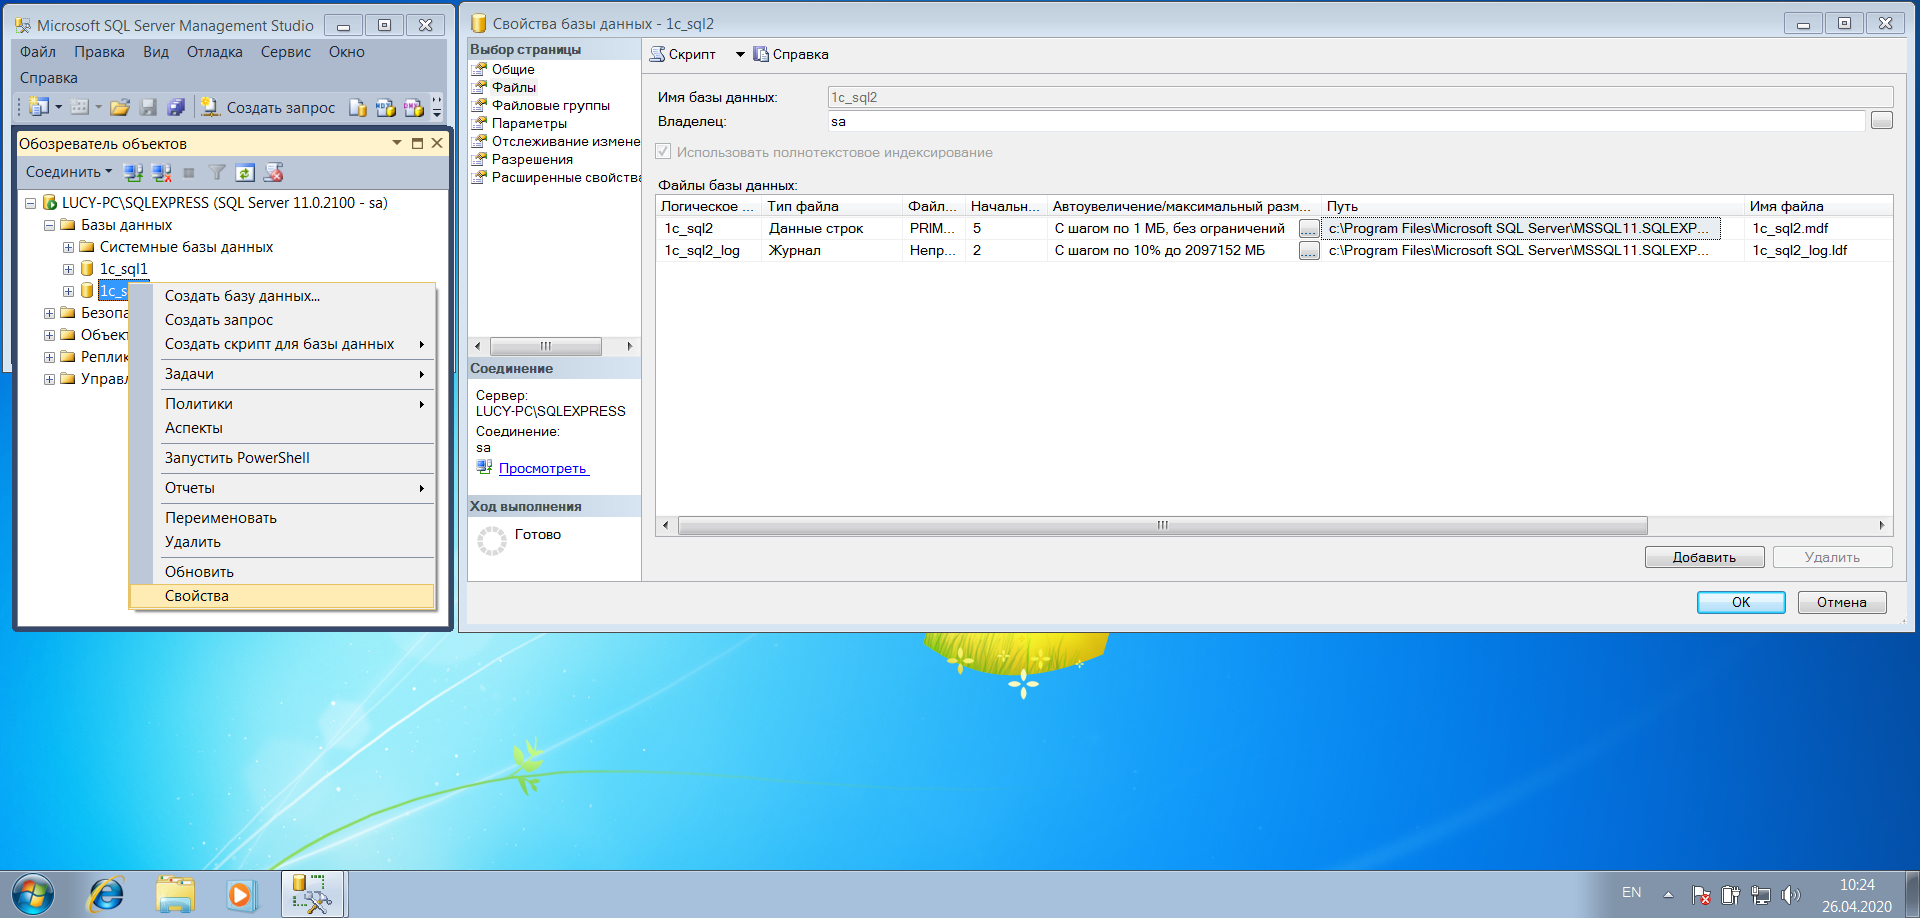 Microsoft SQL Server Management Studio
Файл Правка Вид Отладка Сервис Окно
Справка
Создать запрос
Обозреватель объектов
Соединить
LUCY-PC\SQLEXPRESS (SQL Server 11.0.2100 - sa)
Базы данных
Системные базы данных
1c_sql1
1c_s
Безопа
Объек
Реплик
Управл
Создать базу данных...
Создать запрос
Создать скрипт для базы данных
Задачи
Политики
Аспекты
Запустить PowerShell
Отчеты
Переименовать
Удалить
Обновить
Свойства
Свойства базы данных - 1c_sql2
Выбор страницы
Общие
Файлы
Файловые группы
Параметры
Отслеживание измене
Разрешения
Расширенные свойства
Соединение
Сервер:
LUCY-PC\SQLEXPRESS
Соединение:
sa
Просмотреть
Ход выполнения
Готово
Скрипт Справка
Имя базы данных: 1c_sql2
Владелец: sa
Использовать полнотекстовое индексирование
Файлы базы данных:
Логическое ... Тип файла Файл... Начальн... Автоувеличение/максимальный разм... Путь Имя файла
1c_sql2 Данные строк PRIM... 5 С шагом по 1 МБ, без ограничений ... c:\Program Files\Microsoft SQL Server\MSSQL11.SQLEXP... 1c_sql2.mdf
1c_sql2_log Журнал Непр... 2 С шагом по 10% до 2097152 МБ ... c:\Program Files\Microsoft SQL Server\MSSQL11.SQLEXP... 1c_sql2_log.ldf
Добавить Удалить
OK Отмена
EN
10:24
26.04.2020